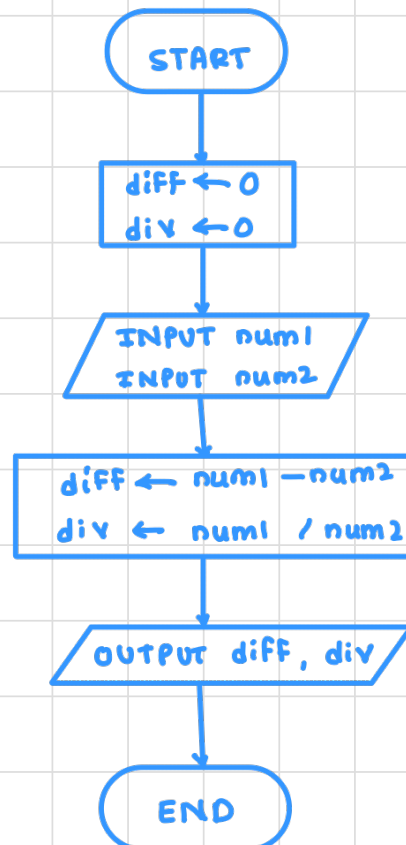 START
diff ← 0
div ← 0
INPUT num1
INPUT num2
diff ← num1 - num2
div ← num1 / num2
OUTPUT diff, div
END